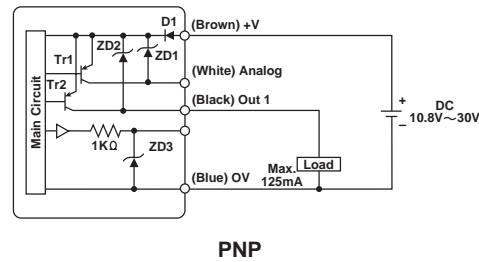 D1
(Brown) +V
ZD2
ZD1
Tr1
(White) Analog
Tr2
(Black) Out 1
Main Circuit
1KΩ
ZD3
(Blue) OV
Load
Max.
125mA
+
DC
10.8V～30V
−
PNP